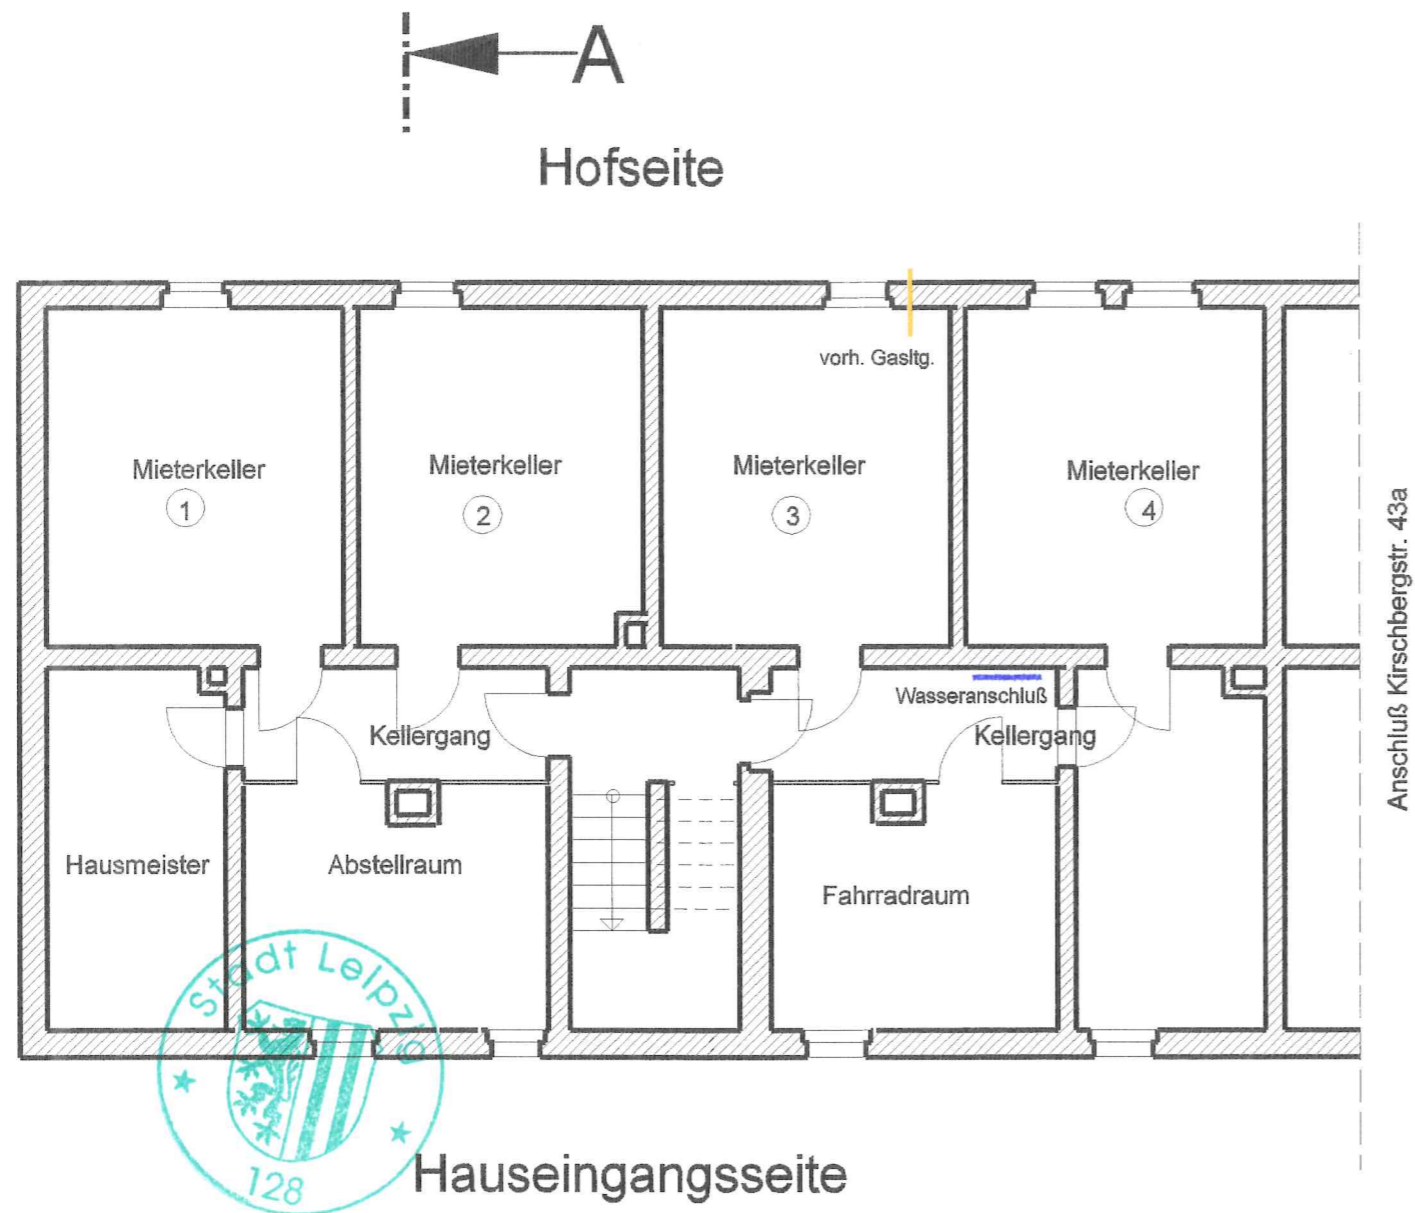 A
Hofseite
vorh. Gasltg.
Mieterkeller
1
Mieterkeller
2
Mieterkeller
3
Mieterkeller
4
Anschluß Kirschbergstr. 43a
Wasseranschluß
Kellergang
Kellergang
Hausmeister
Abstellraum
Fahrradraum
Stadt Leipzig
128
Hauseingangsseite